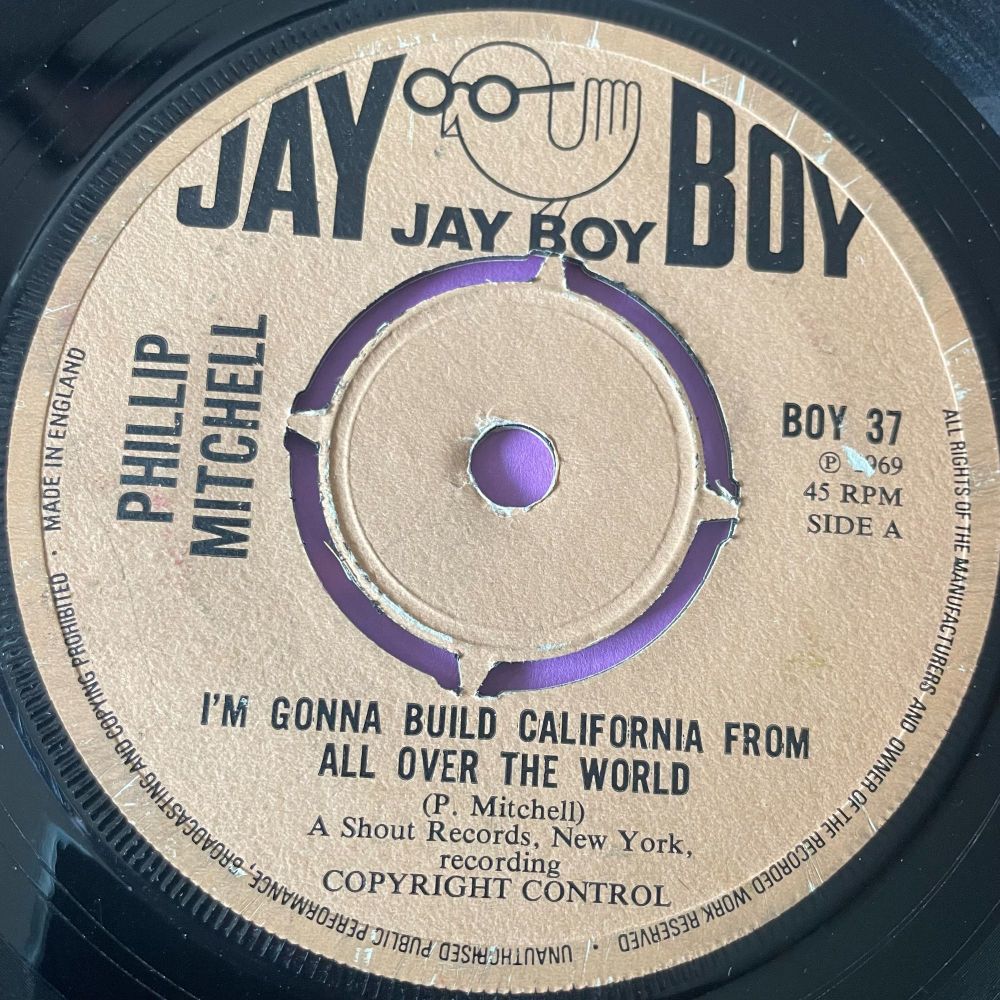 JAY BOY
JAY BOY
PHILLIP
MITCHELL
BOY 37
℗ 969
45 RPM
SIDE A
I'M GONNA BUILD CALIFORNIA FROM
ALL OVER THE WORLD
(P. Mitchell)
A Shout Records, New York,
recording
COPYRIGHT CONTROL
MADE IN ENGLAND • ALL RIGHTS OF THE MANUFACTURERS AND OWNER OF THE RECORDED WORK RESERVED • UNAUTHORISED PUBLIC PERFORMANCE, BROADCASTING AND COPYING PROHIBITED •